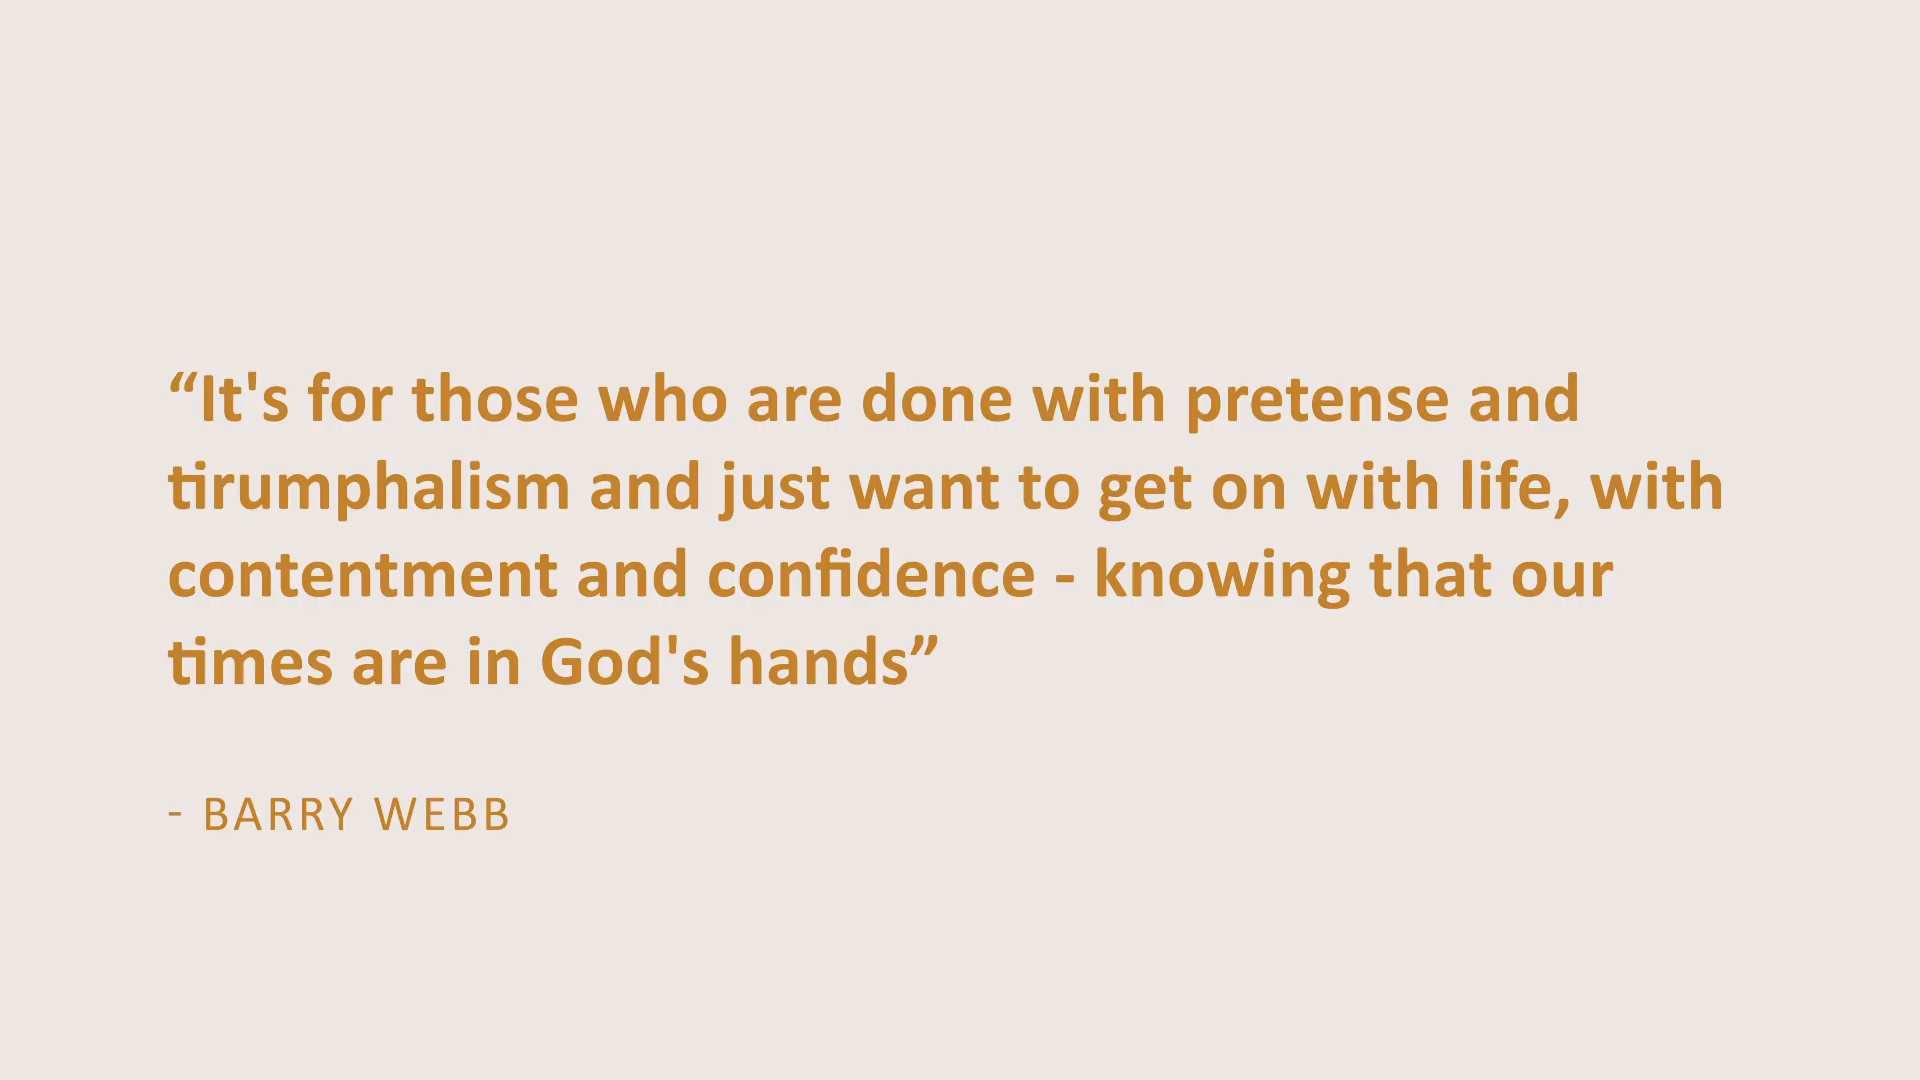 “It's for those who are done with pretense and
tirumphalism and just want to get on with life, with
contentment and confidence - knowing that our
times are in God's hands”
- BARRY WEBB